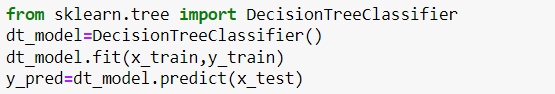 from sklearn.tree import DecisionTreeClassifier
dt_model=DecisionTreeClassifier()
dt_model.fit(x_train,y_train)
y_pred=dt_model.predict(x_test)